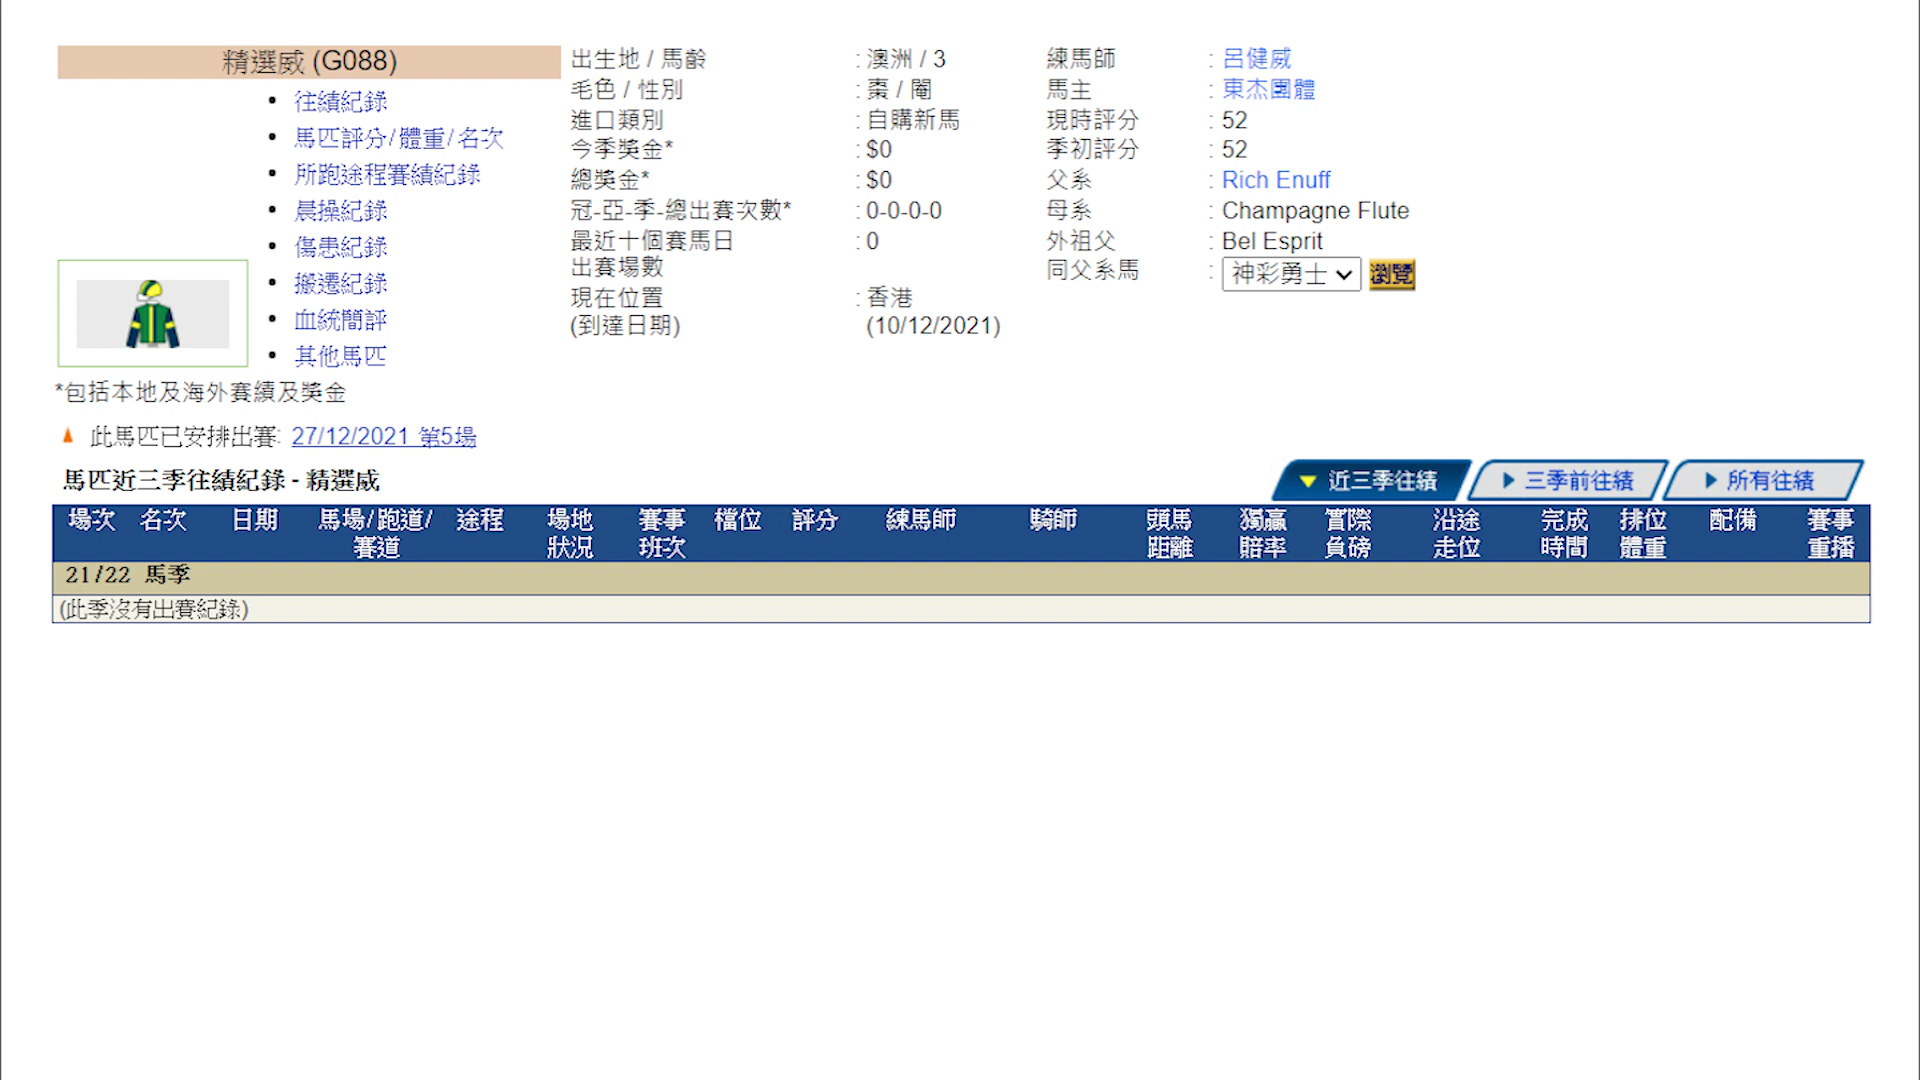 精選威 (G088)
• 往績紀錄
• 馬匹評分/體重/名次
• 所跑途程賽績紀錄
• 晨操紀錄
• 傷患紀錄
• 搬遷紀錄
• 血統簡評
• 其他馬匹
出生地 / 馬齡 : 澳洲 / 3
毛色 / 性別 : 棗 / 閹
進口類別 : 自購新馬
今季獎金* : $0
總獎金* : $0
冠-亞-季-總出賽次數* : 0-0-0-0
最近十個賽馬日 : 0
出賽場數
現在位置 : 香港
(到達日期) (10/12/2021)
練馬師 : 呂健威
馬主 : 東杰團體
現時評分 : 52
季初評分 : 52
父系 : Rich Enuff
母系 : Champagne Flute
外祖父 : Bel Esprit
同父系馬 : 神彩勇士 瀏覽
*包括本地及海外賽績及獎金
此馬匹已安排出賽: 27/12/2021 第5場
馬匹近三季往績紀錄 - 精選威
近三季往績 三季前往績 所有往績
場次 名次 日期 馬場/跑道/ 途程 場地 賽事 檔位 評分 練馬師 騎師 頭馬 獨贏 實際 沿途 完成 排位 配備 賽事
賽道 狀況 班次 距離 賠率 負磅 走位 時間 體重 重播
21/22 馬季
(此季沒有出賽紀錄)